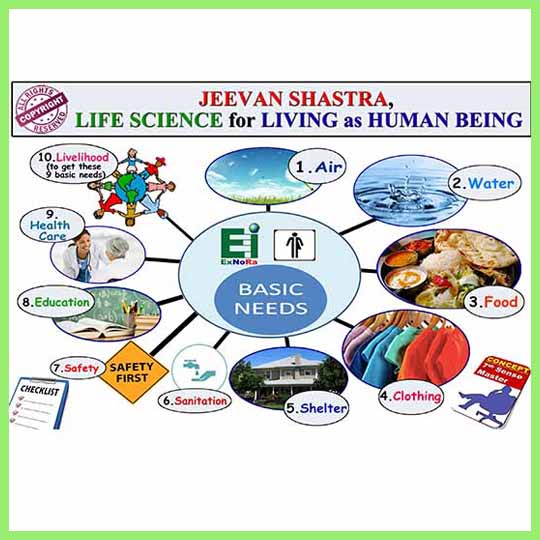 ALL RIGHTS
COPYRIGHT
RESERVED
JEEVAN SHASTRA,
LIFE SCIENCE for LIVING as HUMAN BEING
10.Livelihood
(to get these
9 basic needs)
1.Air
2.Water
9.
Health
Care
Ei
ExNoRa
BASIC
NEEDS
3.Food
8.Education
7.Safety
SAFETY
FIRST
6.Sanitation
5.Shelter
4.Clothing
CHECKLIST
CONCEPT
7th Sense
Master